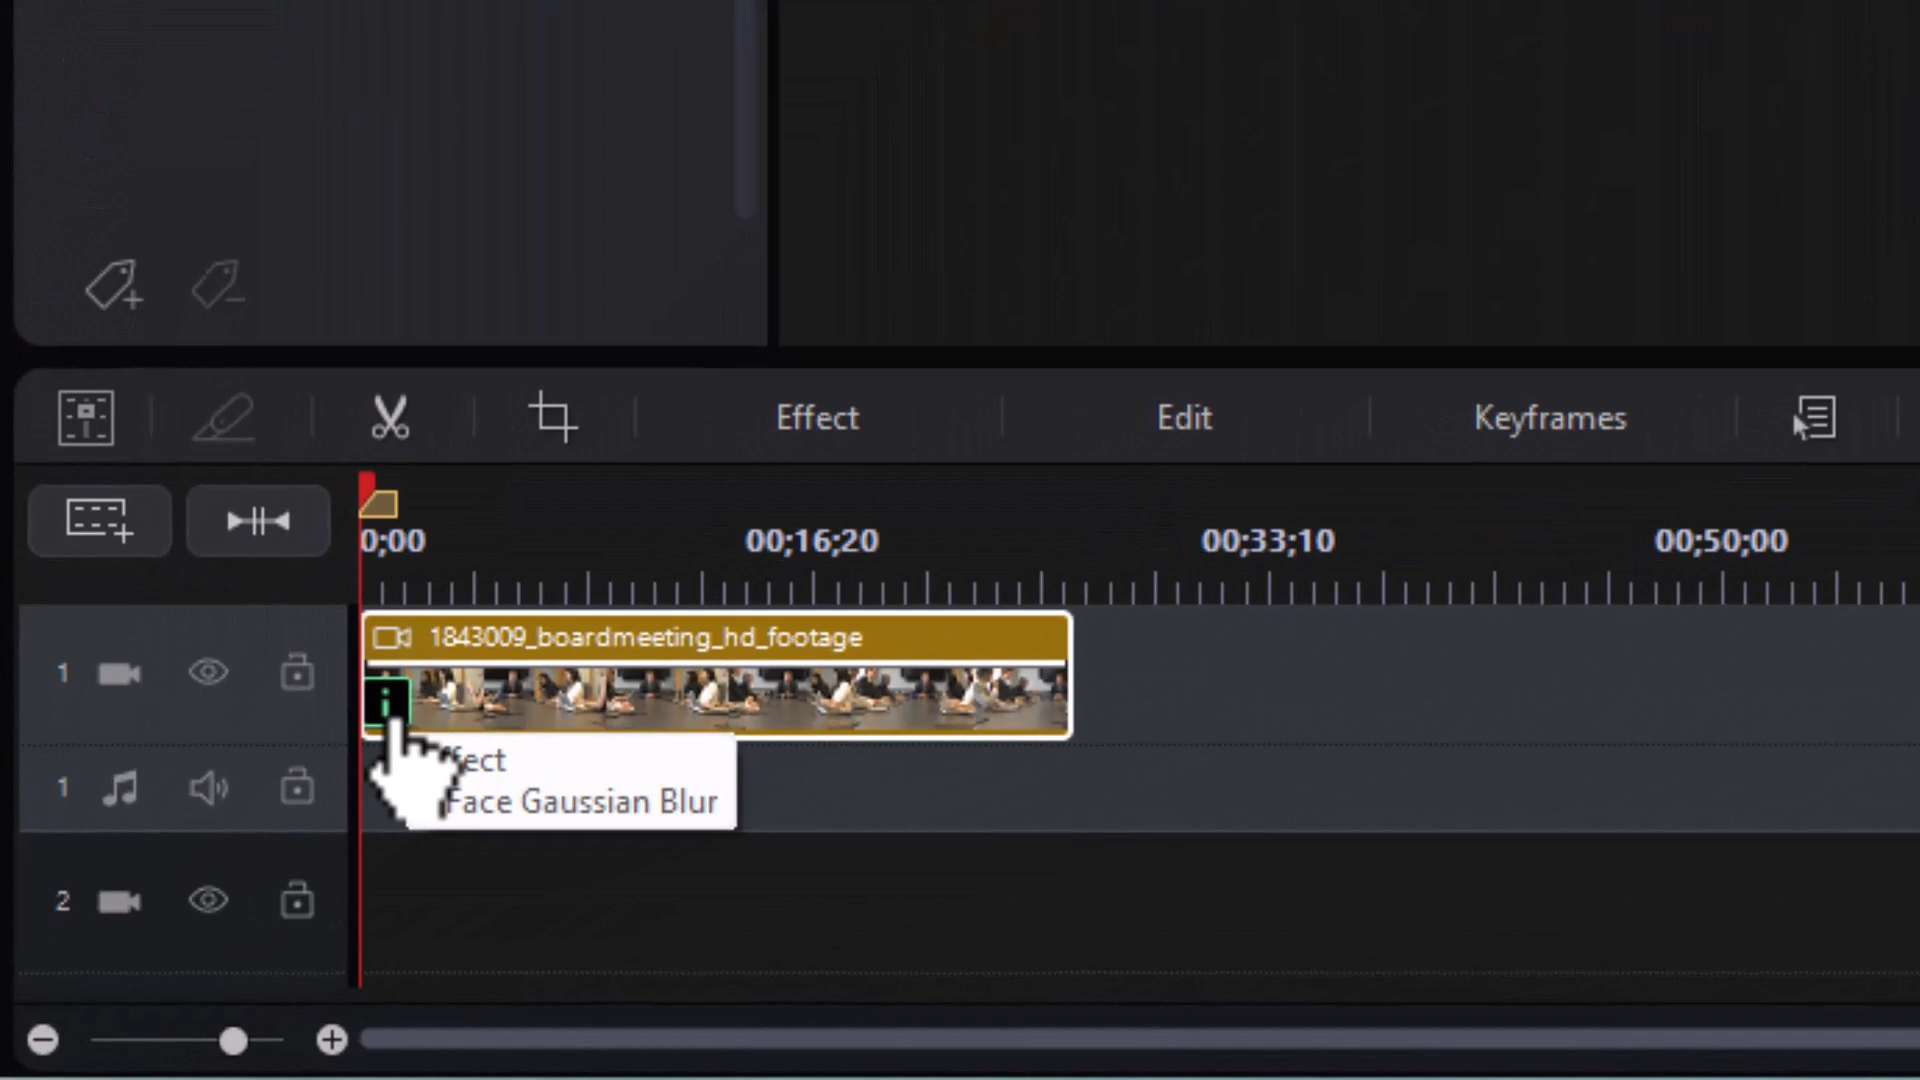 Effect Edit Keyframes
0;00 00;16;20 00;33;10 00;50;00
1843009_boardmeeting_hd_footage
1
i
fect
Face Gaussian Blur
1
2